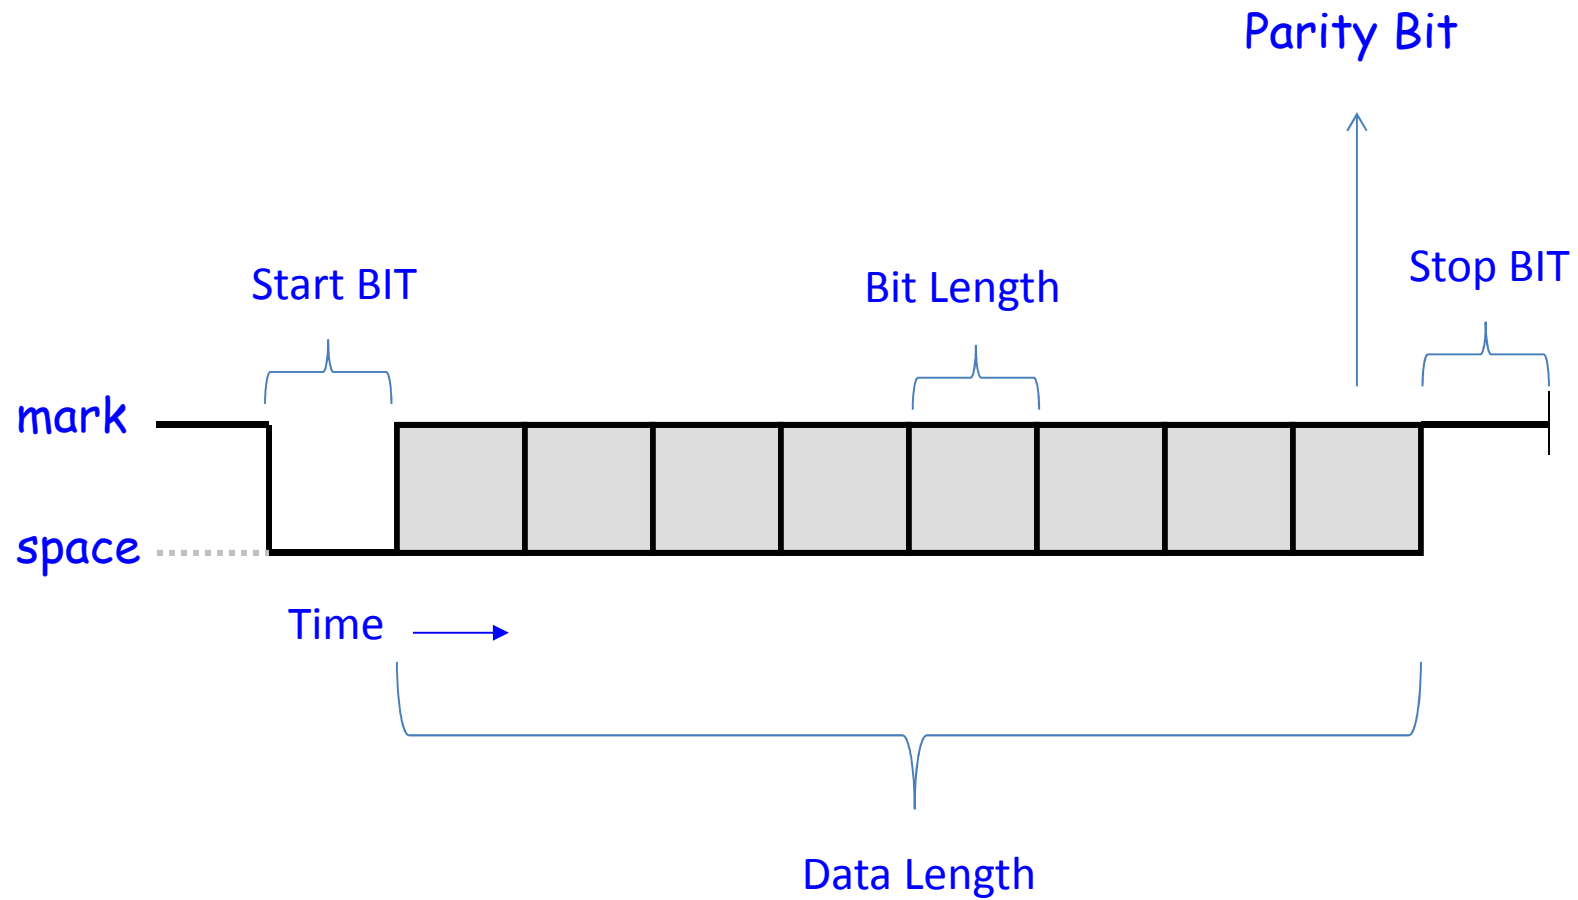 Parity Bit
Start BIT
Bit Length
Stop BIT
mark
space
Time
Data Length